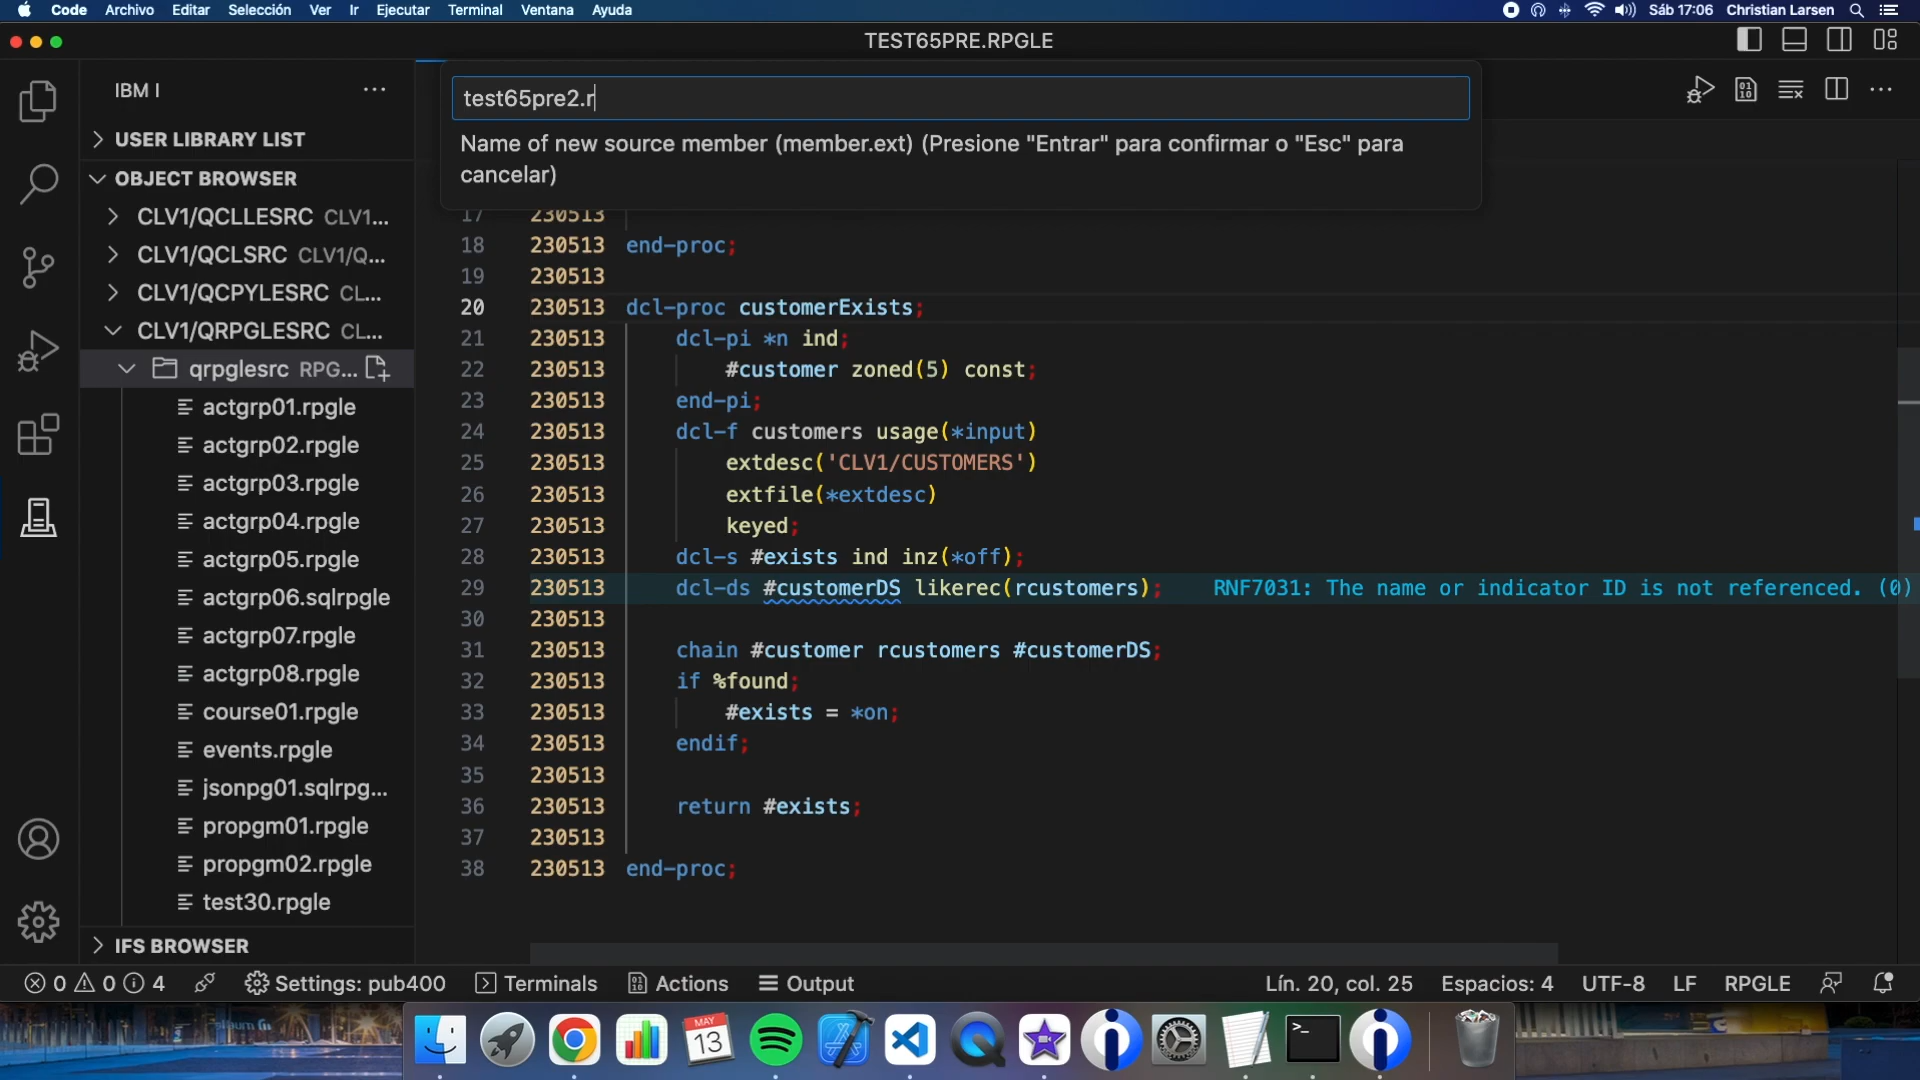 Code Archivo Editar Selección Ver Ir Ejecutar Terminal Ventana Ayuda Sáb 17:06 Christian Larsen
TEST65PRE.RPGLE
IBM I
test65pre2.r
Name of new source member (member.ext) (Presione "Entrar" para confirmar o "Esc" para
cancelar)
USER LIBRARY LIST
OBJECT BROWSER
CLV1/QCLLESRC CLV1...
CLV1/QCLSRC CLV1/Q...
CLV1/QCPYLESRC CL...
CLV1/QRPGLESRC CL...
qrpglesrc RPG...
actgrp01.rpgle
actgrp02.rpgle
actgrp03.rpgle
actgrp04.rpgle
actgrp05.rpgle
actgrp06.sqlrpgle
actgrp07.rpgle
actgrp08.rpgle
course01.rpgle
events.rpgle
jsonpg01.sqlrpg...
propgm01.rpgle
propgm02.rpgle
test30.rpgle
IFS BROWSER
17 230513
18 230513 end-proc;
19 230513
20 230513 dcl-proc customerExists;
21 230513 dcl-pi *n ind;
22 230513 #customer zoned(5) const;
23 230513 end-pi;
24 230513 dcl-f customers usage(*input)
25 230513 extdesc('CLV1/CUSTOMERS')
26 230513 extfile(*extdesc)
27 230513 keyed;
28 230513 dcl-s #exists ind inz(*off);
29 230513 dcl-ds #customerDS likerec(rcustomers); RNF7031: The name or indicator ID is not referenced. (0)
30 230513
31 230513 chain #customer rcustomers #customerDS;
32 230513 if %found;
33 230513 #exists = *on;
34 230513 endif;
35 230513
36 230513 return #exists;
37 230513
38 230513 end-proc;
0 0 4 Settings: pub400 Terminals Actions Output Lín. 20, col. 25 Espacios: 4 UTF-8 LF RPGLE
MAY
13